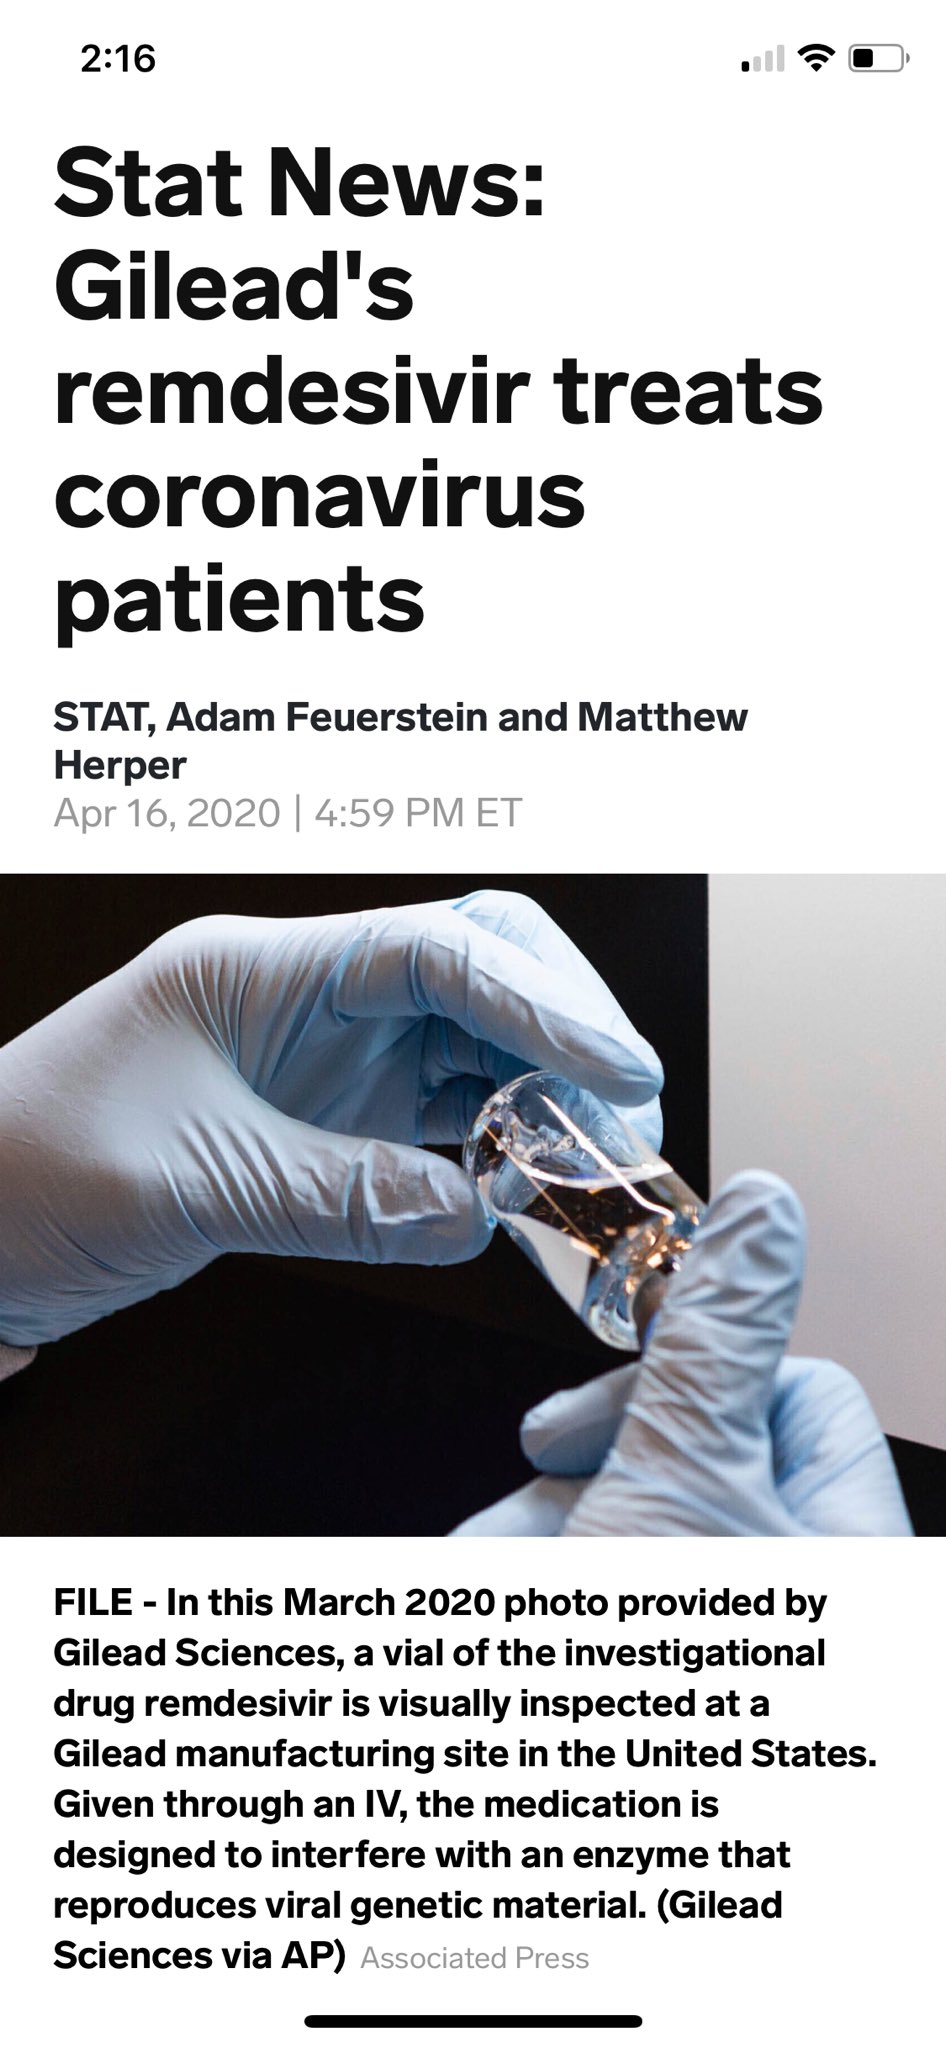 2:16
Stat News:
Gilead's
remdesivir treats
coronavirus
patients
STAT, Adam Feuerstein and Matthew
Herper
Apr 16, 2020 | 4:59 PM ET
FILE - In this March 2020 photo provided by
Gilead Sciences, a vial of the investigational
drug remdesivir is visually inspected at a
Gilead manufacturing site in the United States.
Given through an IV, the medication is
designed to interfere with an enzyme that
reproduces viral genetic material. (Gilead
Sciences via AP) Associated Press